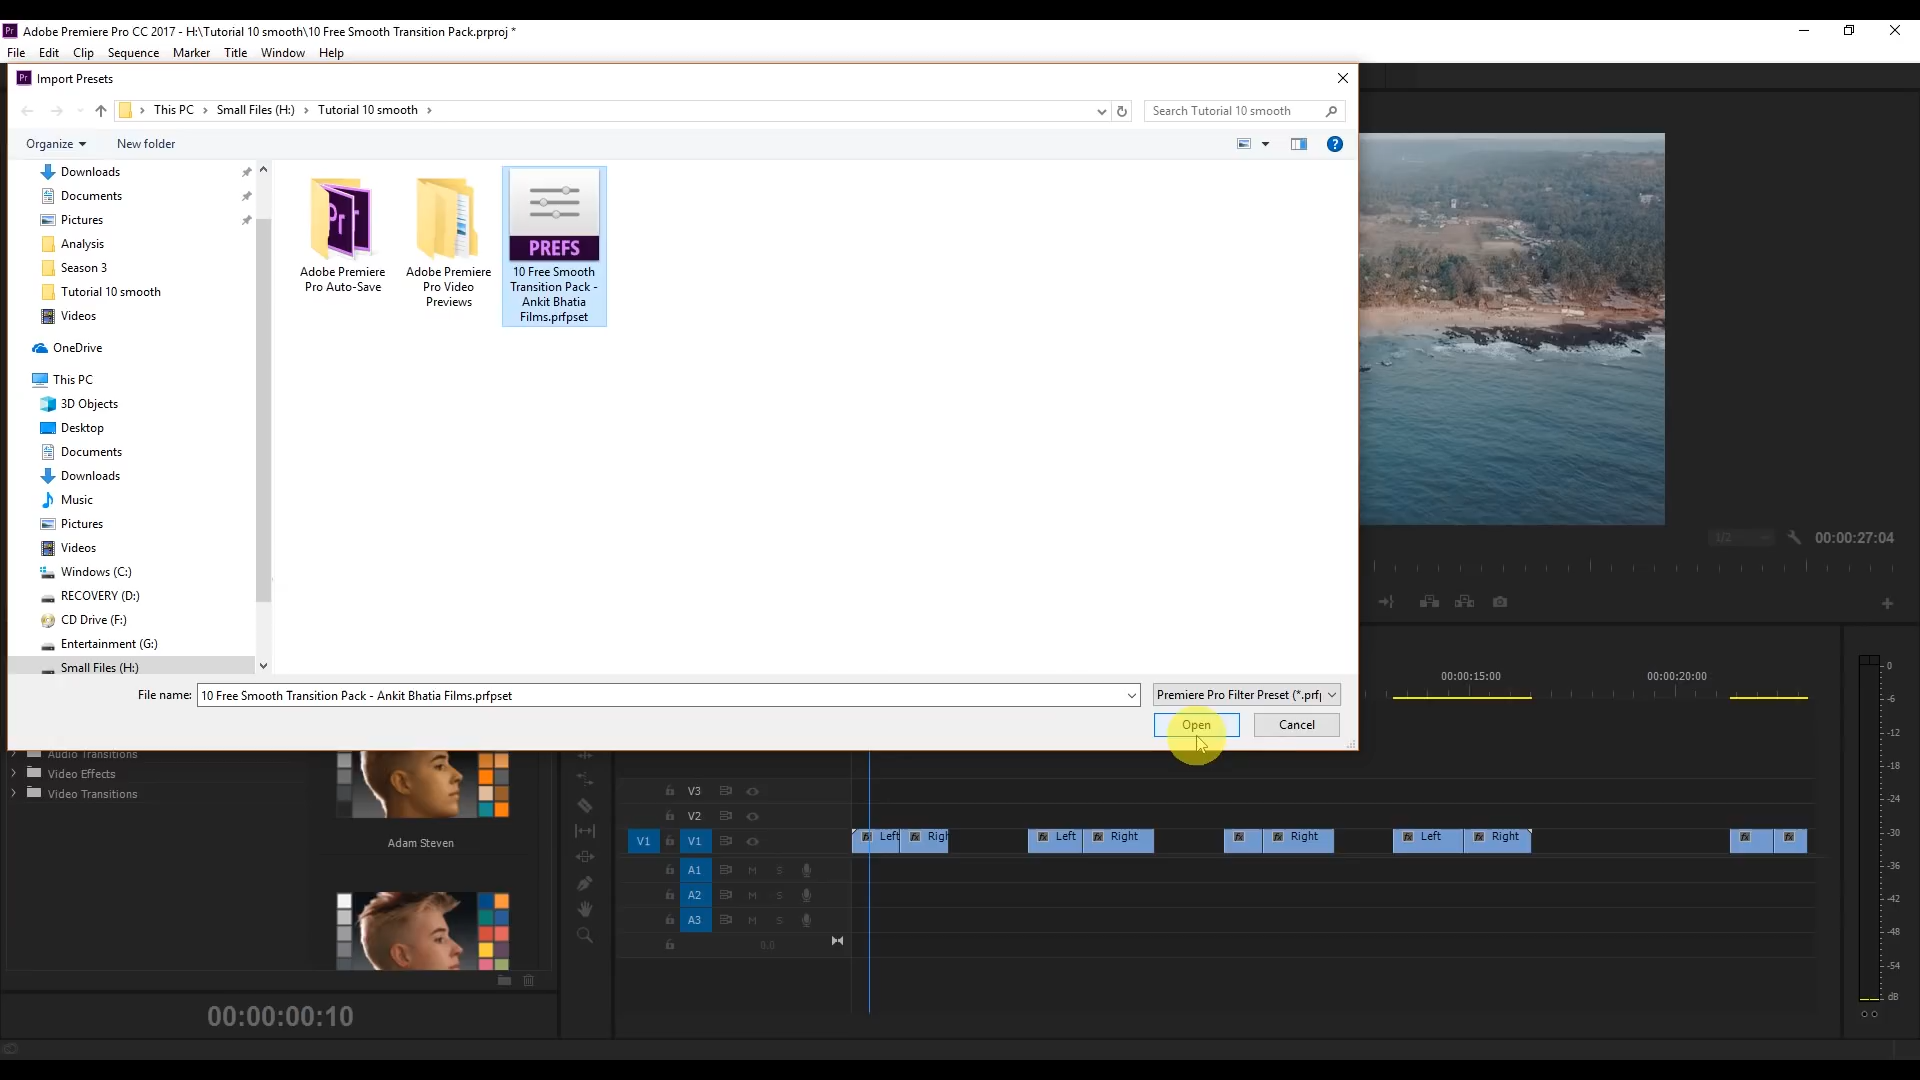 Adobe Premiere Pro CC 2017 - H:\Tutorial 10 smooth\10 Free Smooth Transition Pack.prproj *
File Edit Clip Sequence Marker Title Window Help
Import Presets
This PC > Small Files (H:) > Tutorial 10 smooth >
Search Tutorial 10 smooth
Organize
New folder
Downloads
Documents
Pictures
Analysis
Season 3
Tutorial 10 smooth
Videos
OneDrive
This PC
3D Objects
Desktop
Documents
Downloads
Music
Pictures
Videos
Windows (C:)
RECOVERY (D:)
CD Drive (F:)
Entertainment (G:)
Small Files (H:)
Adobe Premiere
Pro Auto-Save
Adobe Premiere
Pro Video
Previews
PREFS
10 Free Smooth
Transition Pack -
Ankit Bhatia
Films.prfpset
File name: 10 Free Smooth Transition Pack - Ankit Bhatia Films.prfpset
Premiere Pro Filter Preset (*.prf
Open
Cancel
1/2
00:00:27:04
Audio Transitions
Video Effects
Video Transitions
Adam Steven
00:00:00:10
00:00:15:00
00:00:20:00
V3
V2
V1 V1
Left Righ Left Right Right Left Right
A1 M S
A2 M S
A3 M S
0.0
0
-6
-12
-18
-24
-30
-36
-42
-48
-54
dB